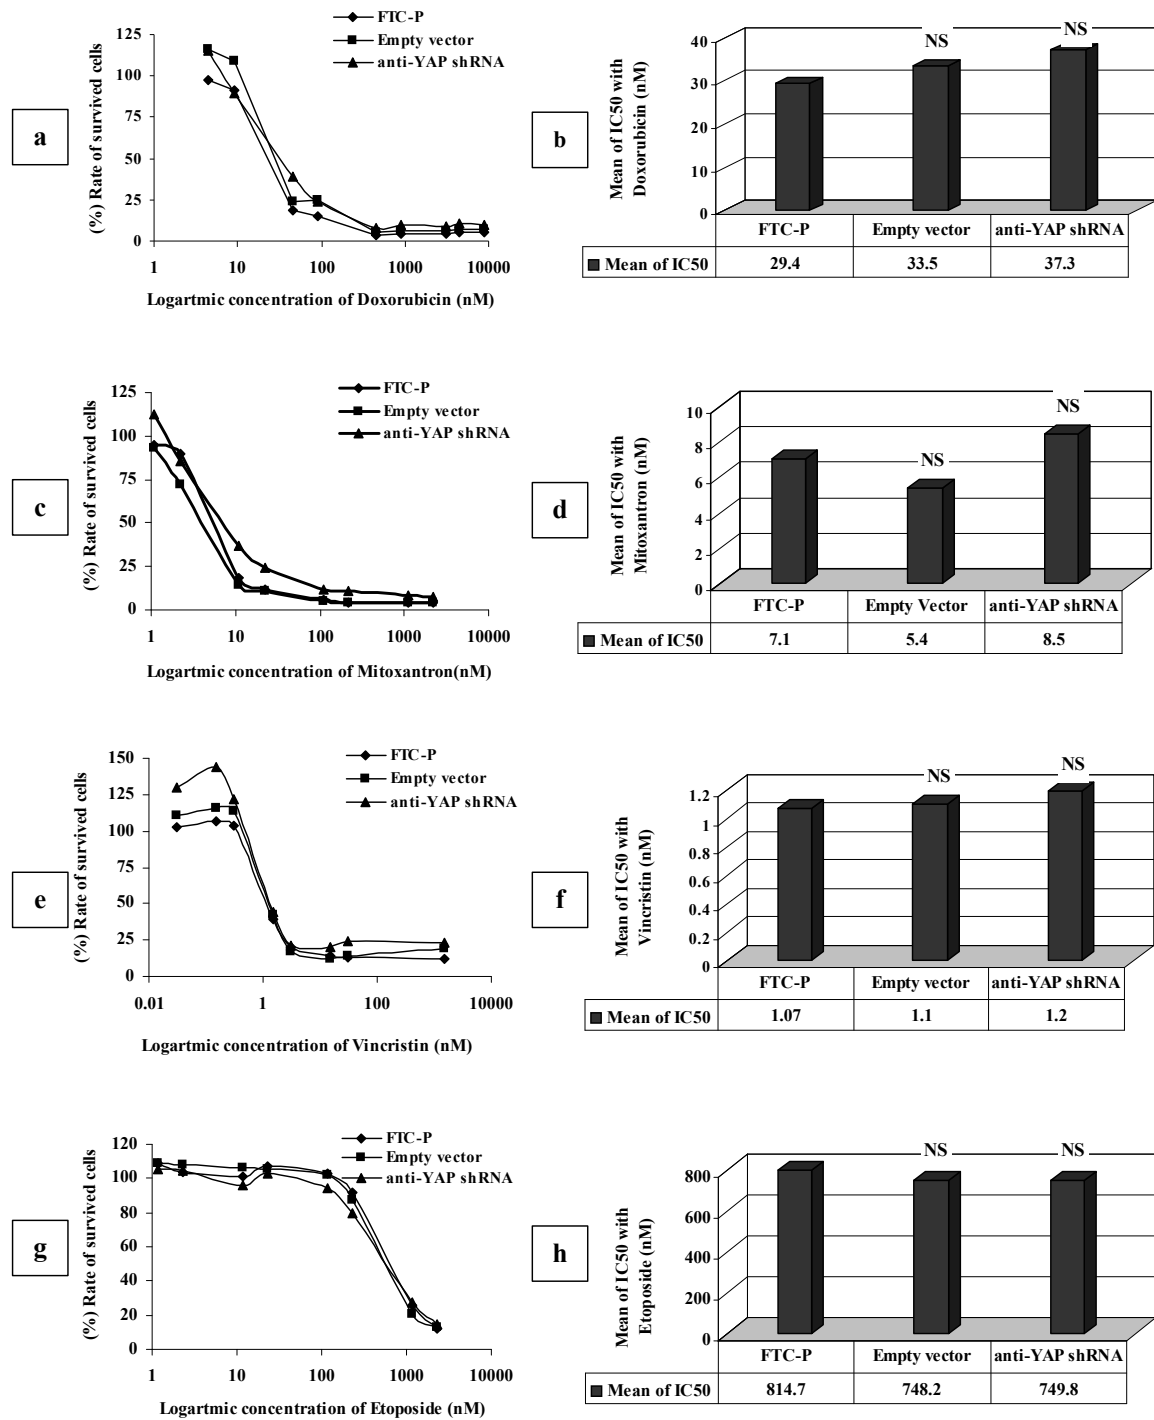 a
(%) Rate of survived cells
FTC-P
Empty vector
anti-YAP shRNA
125
100
75
50
25
0
1 10 100 1000 10000
Logartmic concentration of Doxorubicin (nM)
b
Mean of IC50 with
Doxorubicin (nM)
40
30
20
10
0
NS NS
FTC-P Empty vector anti-YAP shRNA
Mean of IC50 29.4 33.5 37.3
c
(%) Rate of survived cells
FTC-P
Empty vector
anti-YAP shRNA
125
100
75
50
25
0
1 10 100 1000 10000
Logartmic concentration of Mitoxantron(nM)
d
Mean of IC50 with
Mitoxantron (nM)
10
8
6
4
2
0
NS NS
FTC-P Empty Vector anti-YAP shRNA
Mean of IC50 7.1 5.4 8.5
e
(%) Rate of survived cells
FTC-P
Empty vector
anti-YAP shRNA
150
125
100
75
50
25
0
0.01 1 100 10000
Logartmic concentration of Vincristin (nM)
f
Mean of IC50 with
Vincristin (nM)
1.2
1
0.8
0.6
0.4
0.2
0
NS NS
FTC-P Empty vector anti-YAP shRNA
Mean of IC50 1.07 1.1 1.2
g
(%) Rate of survived cells
FTC-P
Empty vector
anti-YAP shRNA
120
100
80
60
40
20
0
1 10 100 1000 10000
Logartmic concentration of Etoposide (nM)
h
Mean of IC50 with
Etoposide (nM)
800
600
400
200
0
NS NS
FTC-P Empty vector anti-YAP shRNA
Mean of IC50 814.7 748.2 749.8